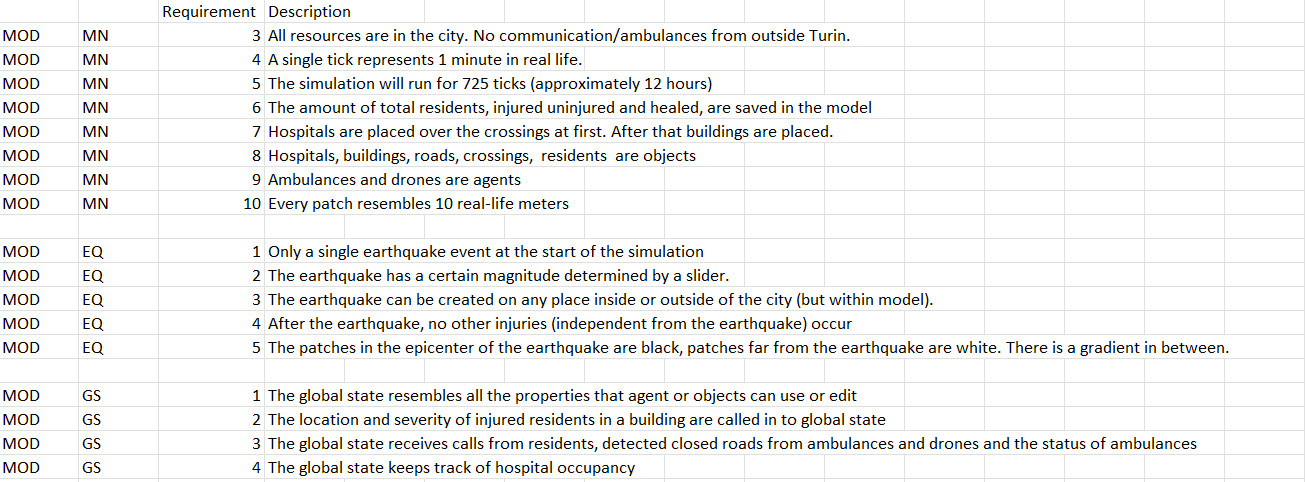 Requirement Description
MOD MN 3 All resources are in the city. No communication/ambulances from outside Turin.
MOD MN 4 A single tick represents 1 minute in real life.
MOD MN 5 The simulation will run for 725 ticks (approximately 12 hours)
MOD MN 6 The amount of total residents, injured uninjured and healed, are saved in the model
MOD MN 7 Hospitals are placed over the crossings at first. After that buildings are placed.
MOD MN 8 Hospitals, buildings, roads, crossings,  residents  are objects
MOD MN 9 Ambulances and drones are agents
MOD MN 10 Every patch resembles 10 real-life meters
MOD EQ 1 Only a single earthquake event at the start of the simulation
MOD EQ 2 The earthquake has a certain magnitude determined by a slider.
MOD EQ 3 The earthquake can be created on any place inside or outside of the city (but within model).
MOD EQ 4 After the earthquake, no other injuries (independent from the earthquake) occur
MOD EQ 5 The patches in the epicenter of the earthquake are black, patches far from the earthquake are white. There is a gradient in between.
MOD GS 1 The global state resembles all the properties that agent or objects can use or edit
MOD GS 2 The location and severity of injured residents in a building are called in to global state
MOD GS 3 The global state receives calls from residents, detected closed roads from ambulances and drones and the status of ambulances
MOD GS 4 The global state keeps track of hospital occupancy